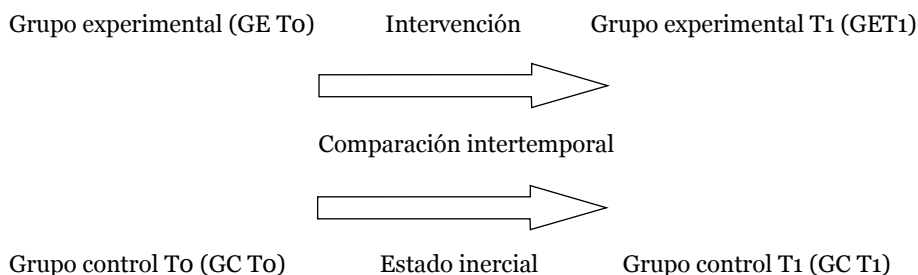 Grupo experimental (GE T0) Intervención Grupo experimental T1 (GET1)
Comparación intertemporal
Grupo control T0 (GC T0) Estado inercial Grupo control T1 (GC T1)